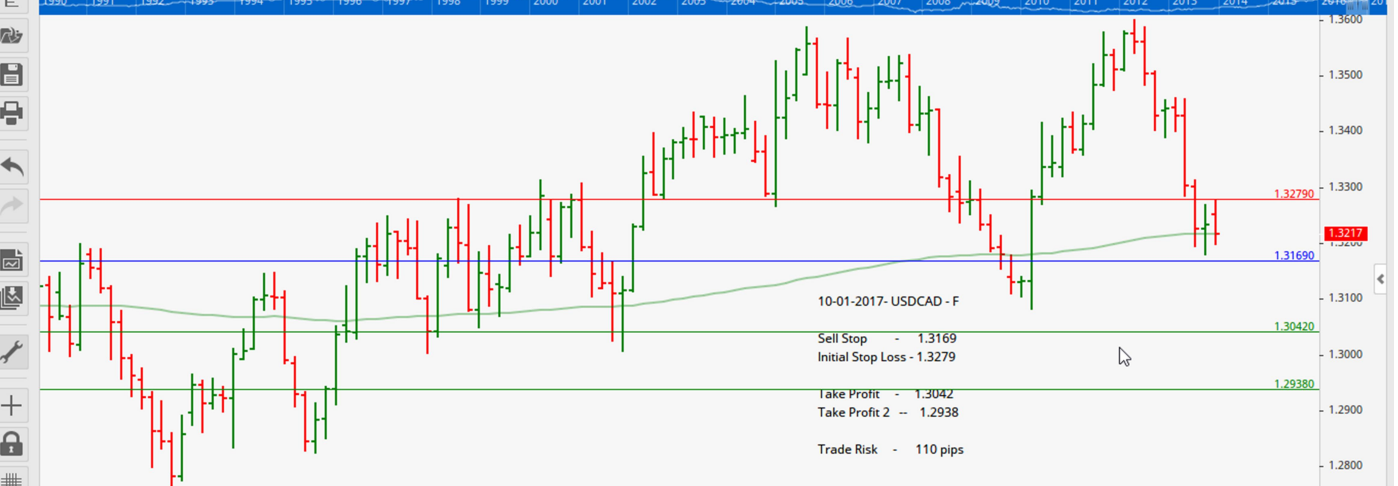 1990 1991 1992 1993 1994 1995 1996 1997 1998 1999 2000 2001 2002 2003 2004 2005 2006 2007 2008 2009 2010 2011 2012 2013 2014 2015
1.3600
1.3500
1.3400
1.3300
1.32790
1.3217
1.3200
1.31690
1.3100
10-01-2017- USDCAD - F
1.30420
Sell Stop - 1.3169
Initial Stop Loss - 1.3279
1.3000
1.29380
Take Profit - 1.3042
Take Profit 2 -- 1.2938
1.2900
Trade Risk - 110 pips
1.2800